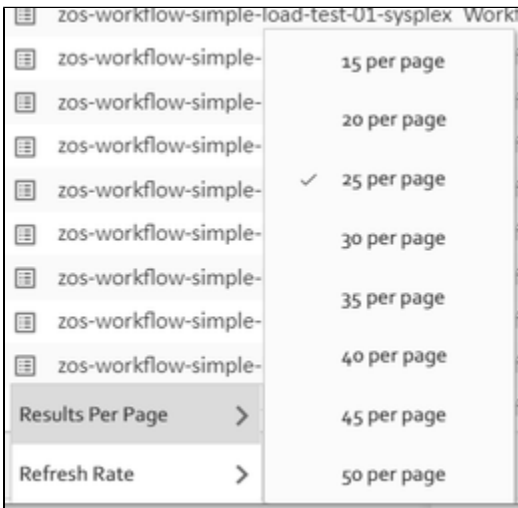 zos-workflow-simple-load-test-01-sysplex Workf
zos-workflow-simple-
15 per page
zos-workflow-simple-
20 per page
zos-workflow-simple-
zos-workflow-simple-
25 per page
zos-workflow-simple-
30 per page
zos-workflow-simple-
35 per page
zos-workflow-simple-
zos-workflow-simple-
40 per page
Results Per Page
45 per page
Refresh Rate
50 per page